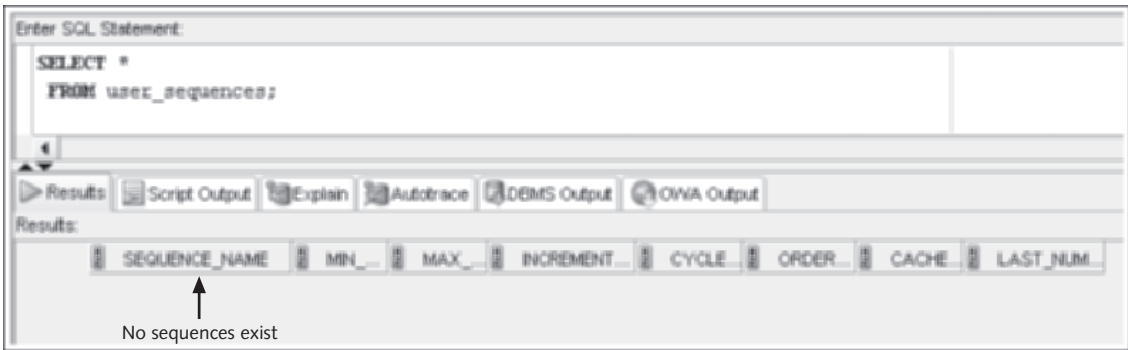 Enter SQL Statement:
SELECT *
FROM user_sequences;
Results Script Output Explain Autotrace DBMS Output OWA Output
Results:
SEQUENCE_NAME MIN_... MAX_... INCREMENT... CYCLE... ORDER... CACHE... LAST_NUM...
No sequences exist